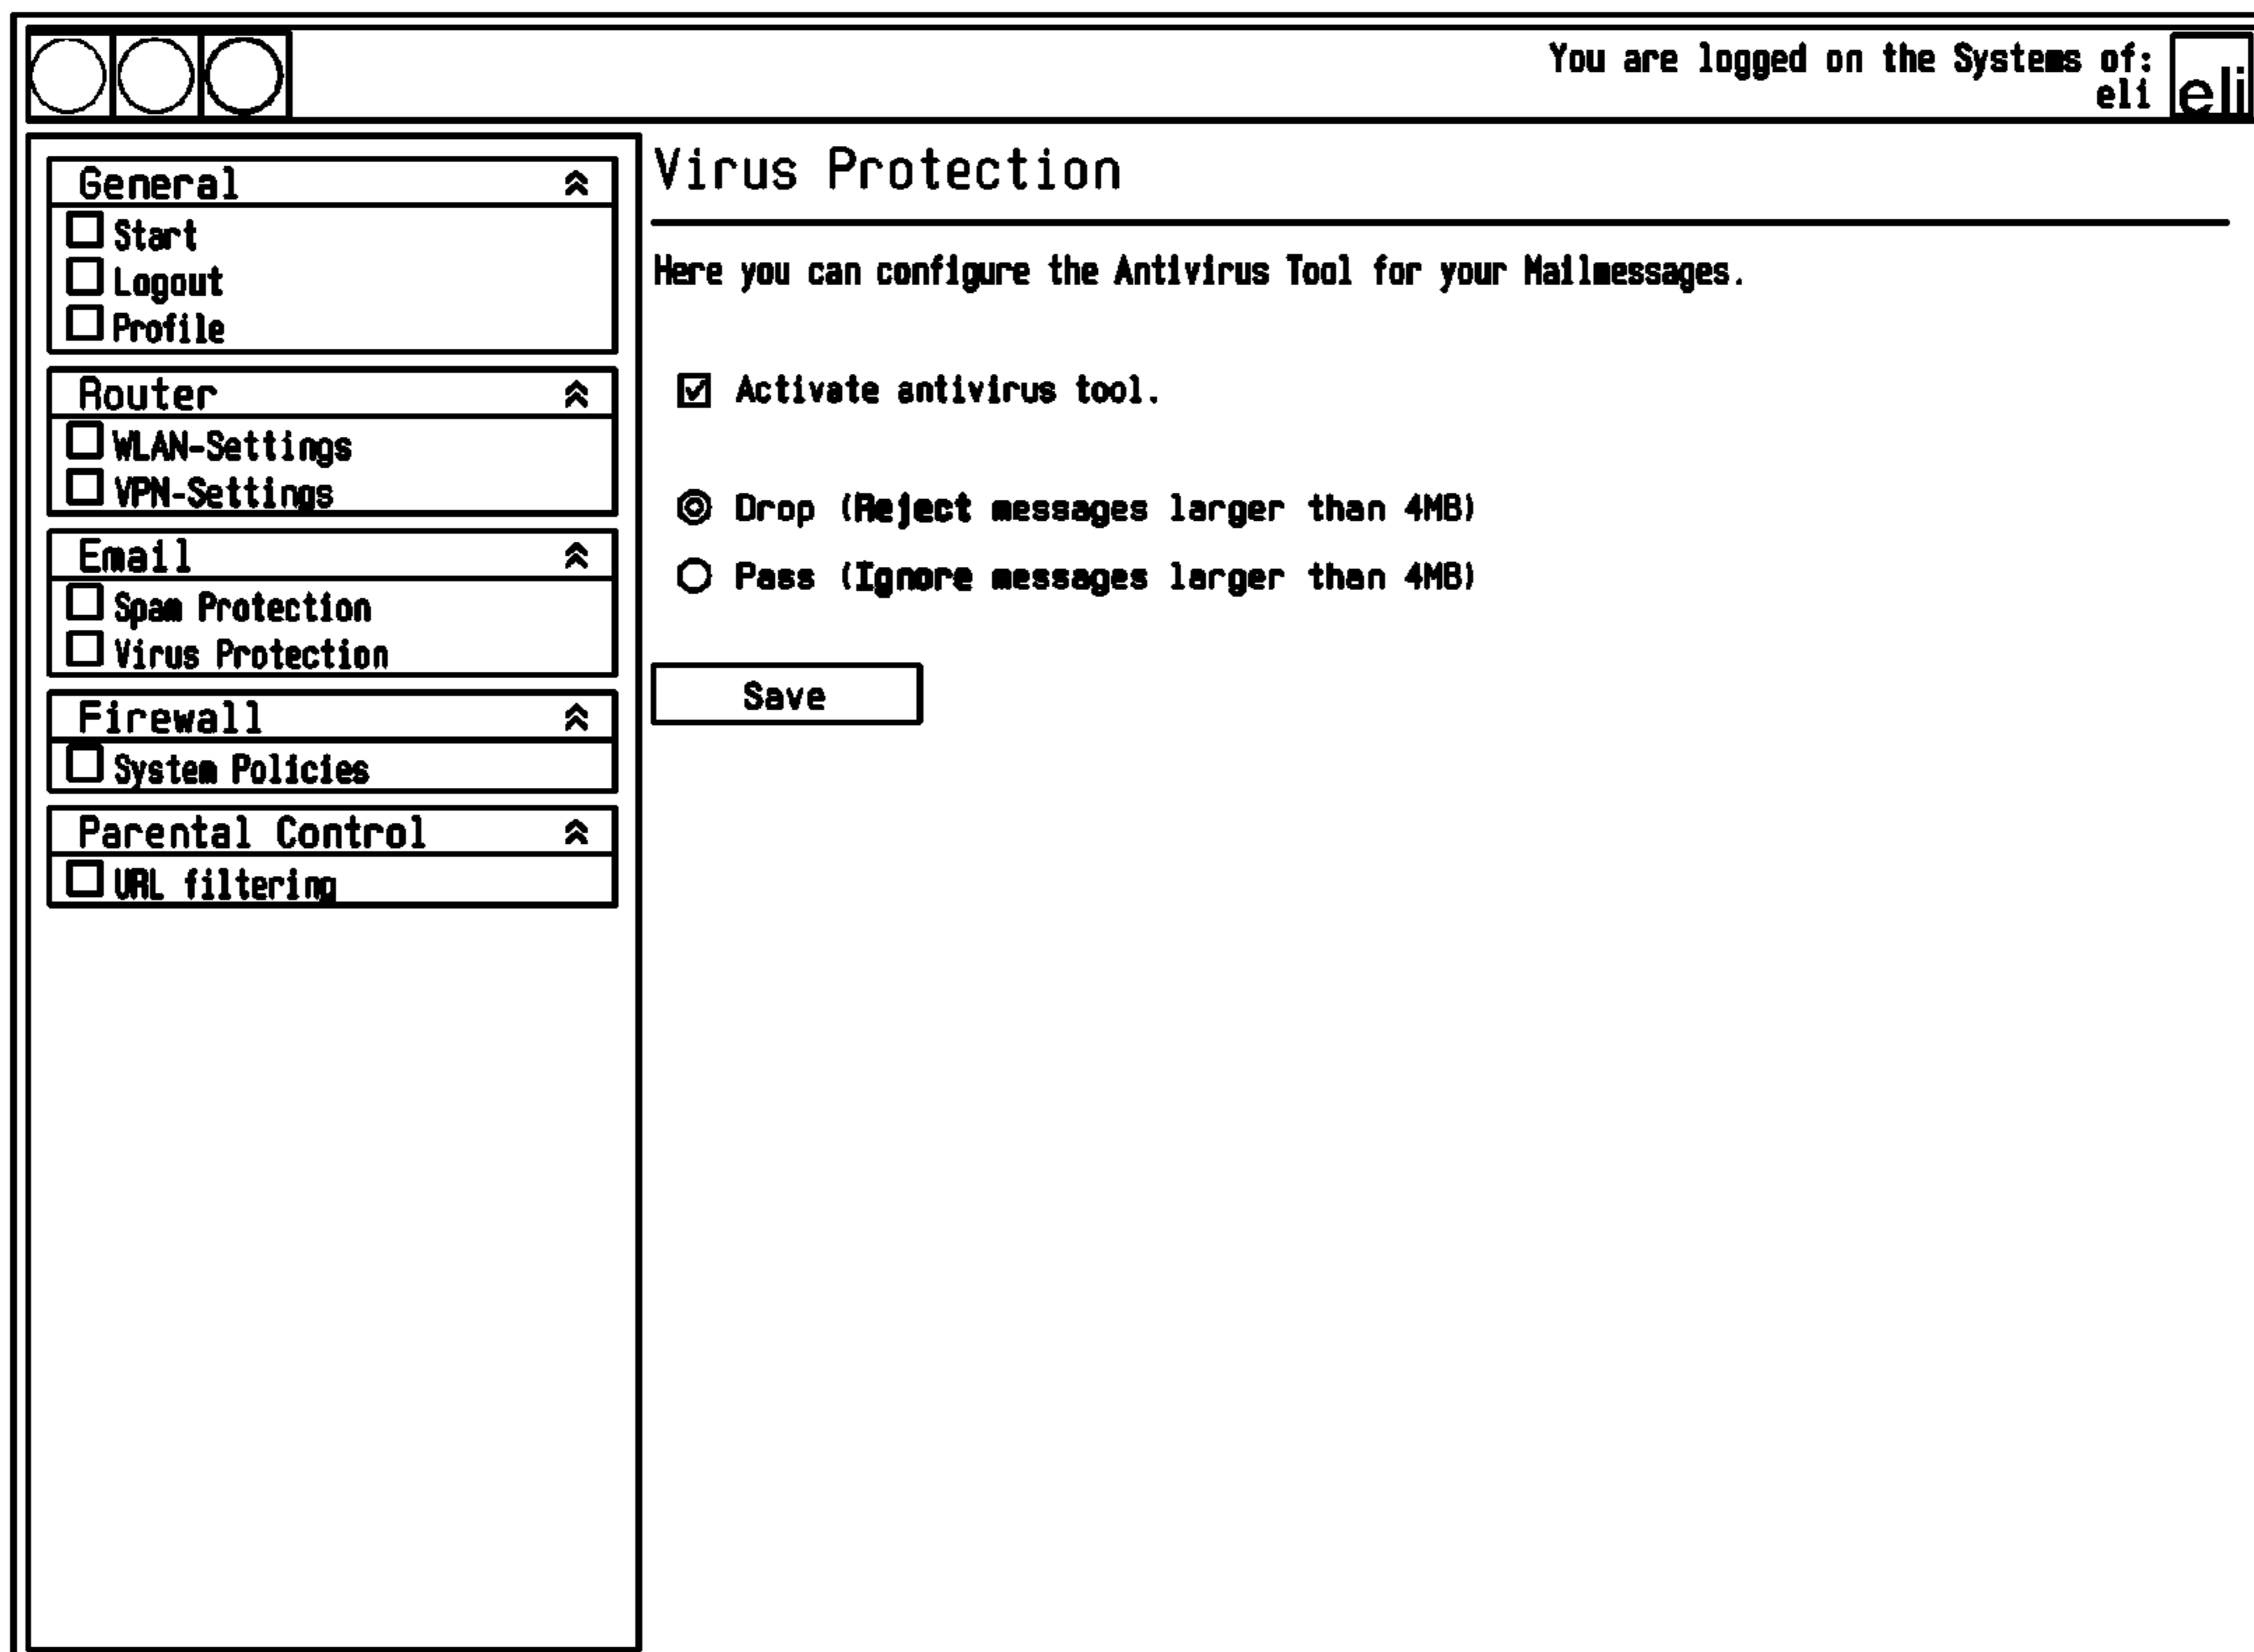 You are logged on the Systems of:
eli
eli
General
Start
Logout
Profile
Router
WLAN-Settings
VPN-Settings
Email
Spam Protection
Virus Protection
Firewall
System Policies
Parental Control
URL filtering
Virus Protection
Here you can configure the Antivirus Tool for your Mailmessages.
Activate antivirus tool.
Drop (Reject messages larger than 4MB)
Pass (Ignore messages larger than 4MB)
Save